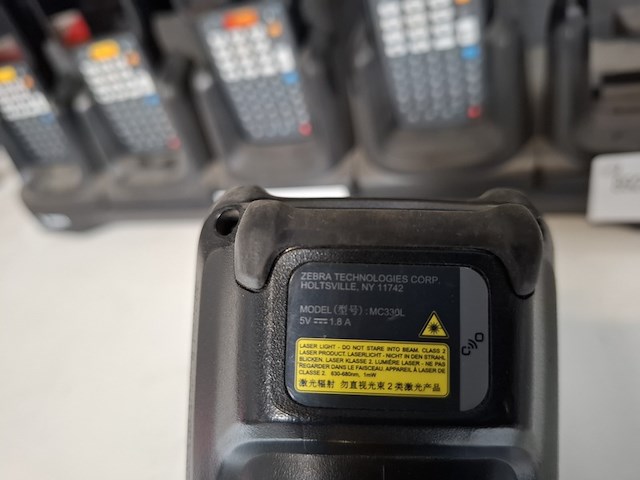 ZEBRA TECHNOLOGIES CORP.
HOLTSVILLE, NY 11742
MODEL(型号):MC330L
5V ⎓ 1.8 A
LASER LIGHT - DO NOT STARE INTO BEAM. CLASS 2
LASER PRODUCT. LASERLICHT - NICHT IN DEN STRAHL
BLICKEN. LASER KLASSE 2. LUMIÈRE LASER - NE PAS
REGARDER DANS LE FAISCEAU. APPAREIL À LASER DE
CLASSE 2. 630-680nm, 1mW
激光辐射 勿直视光束 2 类激光产品